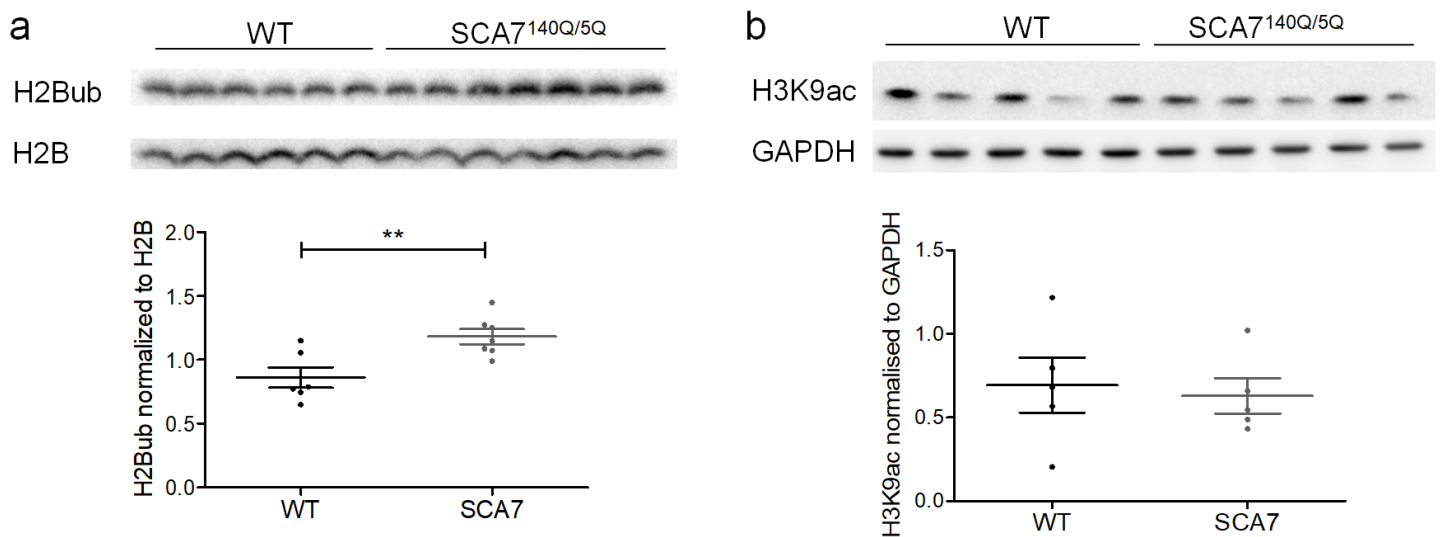 a
WT SCA7140Q/5Q
H2Bub
H2B
H2Bub normalized to H2B
2.0
1.5
1.0
0.5
0.0
**
WT SCA7
b
WT SCA7140Q/5Q
H3K9ac
GAPDH
H3K9ac normalised to GAPDH
1.5
1.0
0.5
0.0
WT SCA7